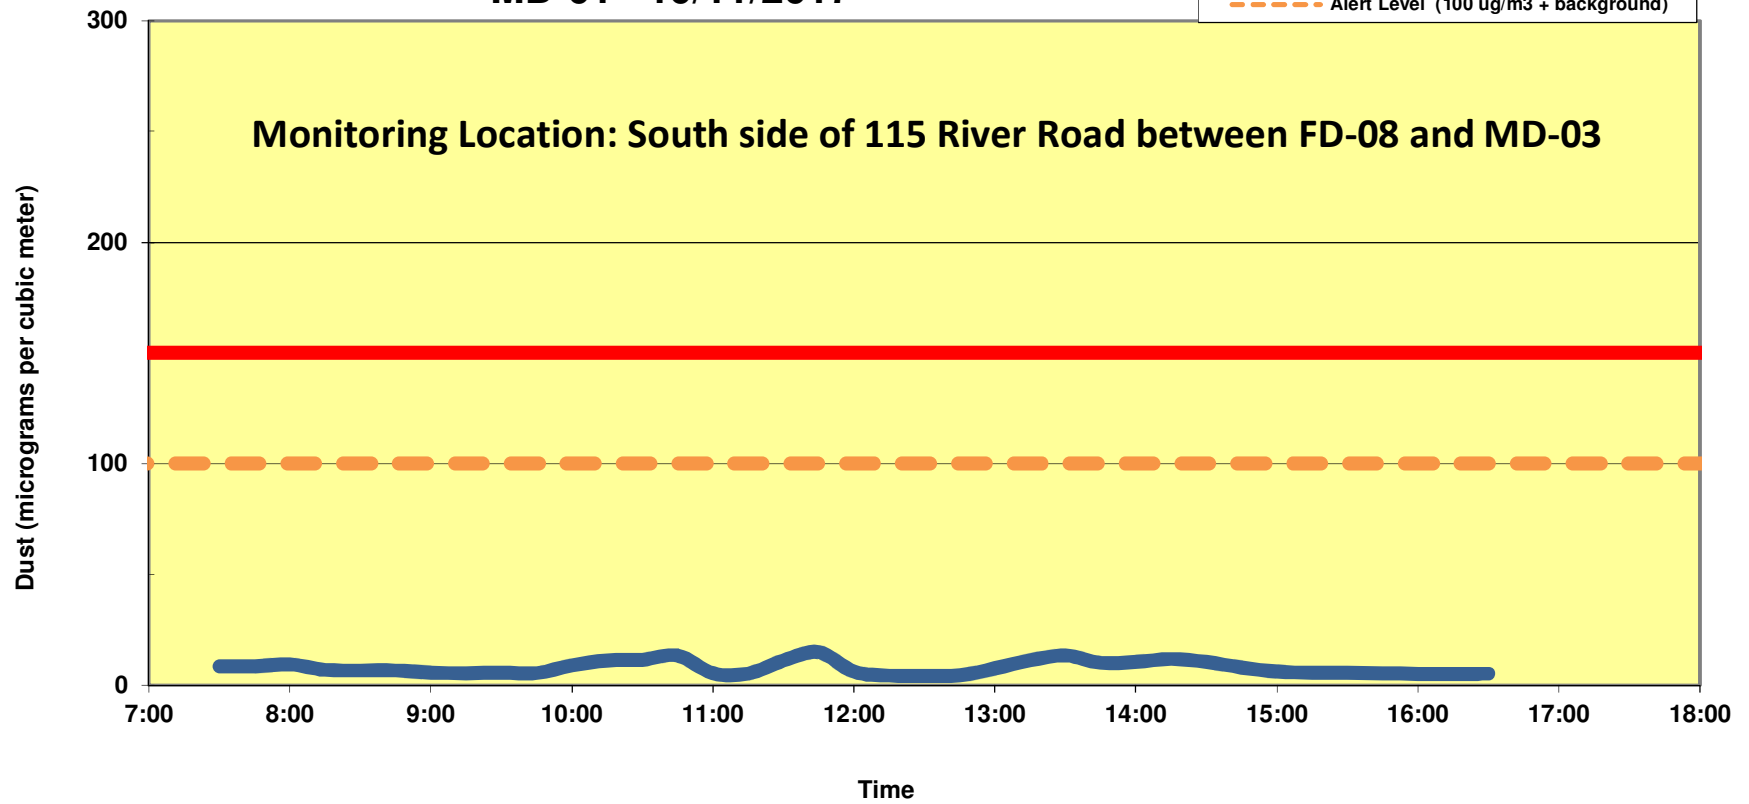 Alert Level (100 ug/m3 + background)
Monitoring Location: South side of 115 River Road between FD-08 and MD-03
Dust (micrograms per cubic meter)
300
200
100
0
7:00 8:00 9:00 10:00 11:00 12:00 13:00 14:00 15:00 16:00 17:00 18:00
Time